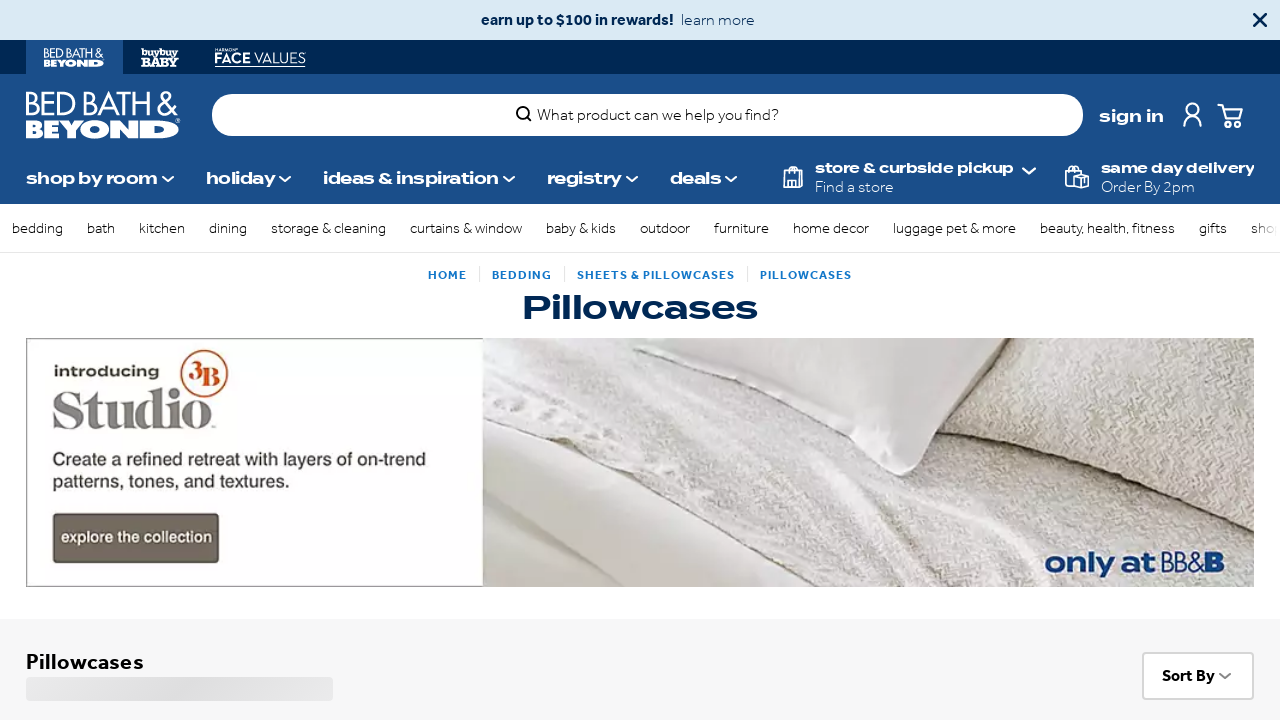 earn up to $100 in rewards! learn more
BED BATH & BEYOND
buybuy BABY
HARMON® FACE VALUES
BED BATH &
BEYOND®
What product can we help you find?
sign in
shop by room
holiday
ideas & inspiration
registry
deals
store & curbside pickup
Find a store
same day delivery
Order By 2pm
bedding bath kitchen dining storage & cleaning curtains & window baby & kids outdoor furniture home decor luggage pet & more beauty, health, fitness gifts
HOME BEDDING SHEETS & PILLOWCASES PILLOWCASES
Pillowcases
introducing
3B
Studio™
Create a refined retreat with layers of on-trend
patterns, tones, and textures.
explore the collection
only at BB&B
Pillowcases
Sort By